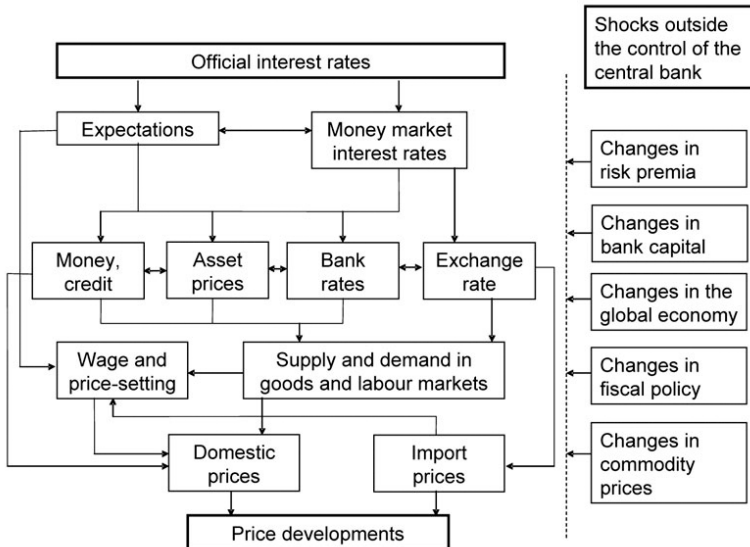 Official interest rates
Shocks outside
the control of the
central bank
Expectations
Money market
interest rates
Changes in
risk premia
Money,
credit
Asset
prices
Bank
rates
Exchange
rate
Changes in
bank capital
Changes in the
global economy
Wage and
price-setting
Supply and demand in
goods and labour markets
Changes in
fiscal policy
Domestic
prices
Import
prices
Changes in
commodity
prices
Price developments